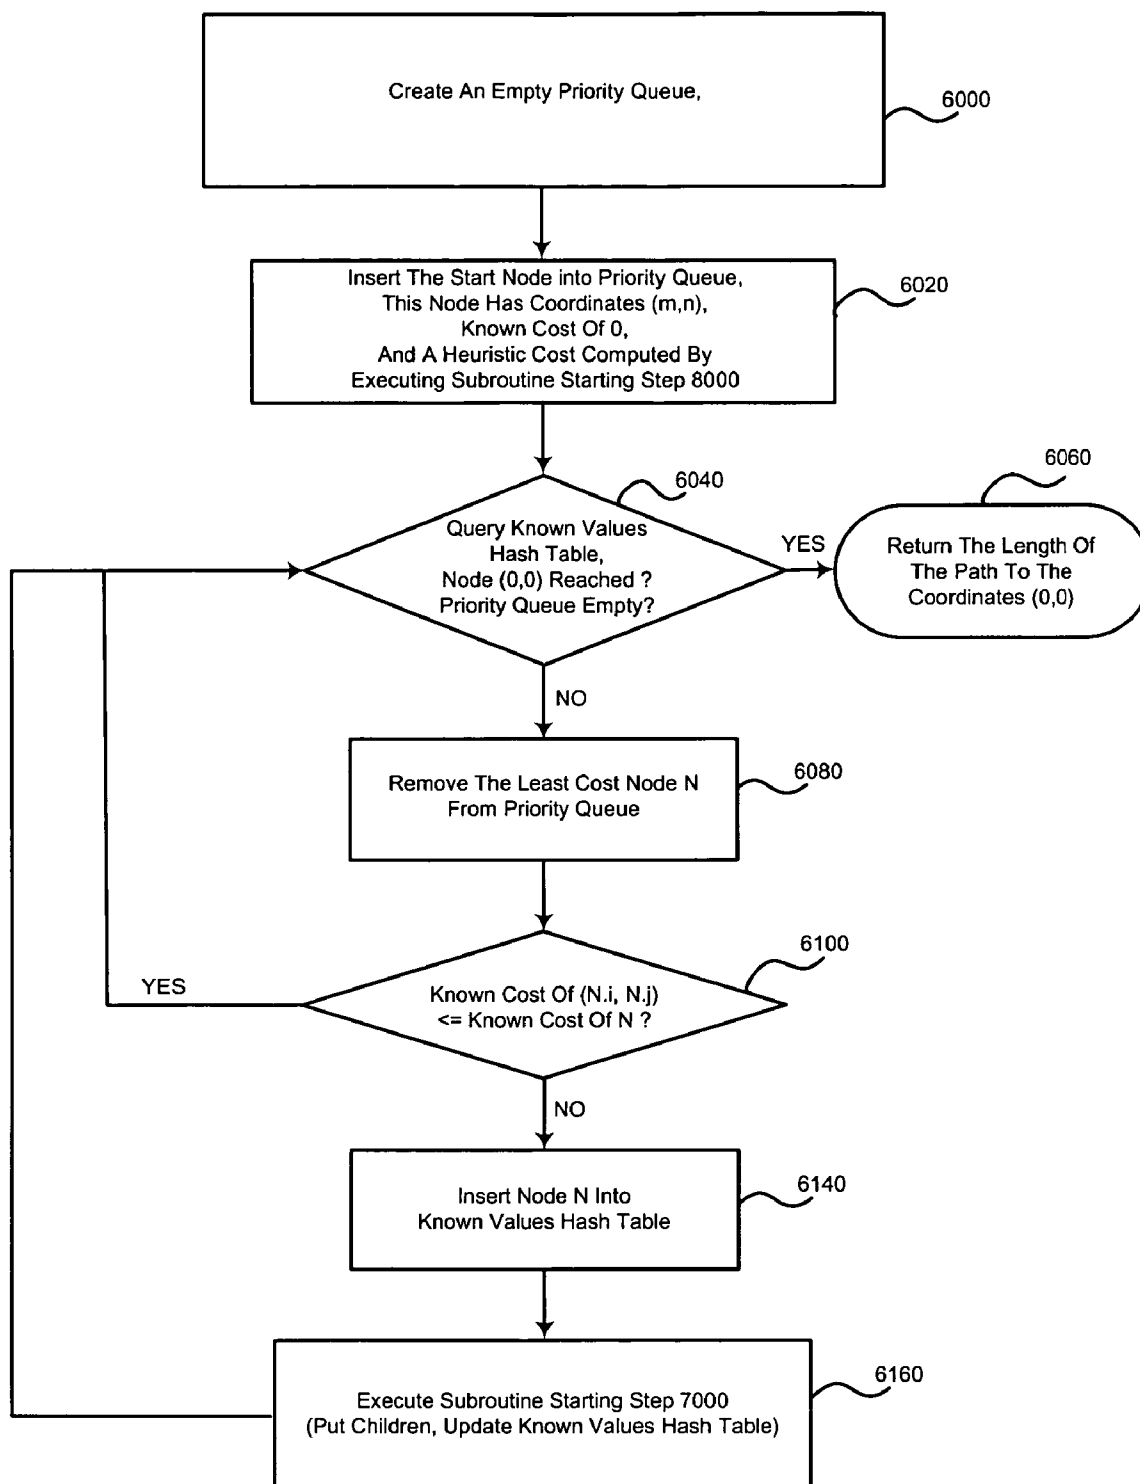 Create An Empty Priority Queue,
6000
Insert The Start Node into Priority Queue,
This Node Has Coordinates (m,n),
Known Cost Of 0,
And A Heuristic Cost Computed By
Executing Subroutine Starting Step 8000
6020
Query Known Values
Hash Table,
Node (0,0) Reached ?
Priority Queue Empty?
6040
YES
Return The Length Of
The Path To The
Coordinates (0,0)
6060
NO
Remove The Least Cost Node N
From Priority Queue
6080
Known Cost Of (N.i, N.j)
<= Known Cost Of N ?
6100
YES
NO
Insert Node N Into
Known Values Hash Table
6140
Execute Subroutine Starting Step 7000
(Put Children, Update Known Values Hash Table)
6160